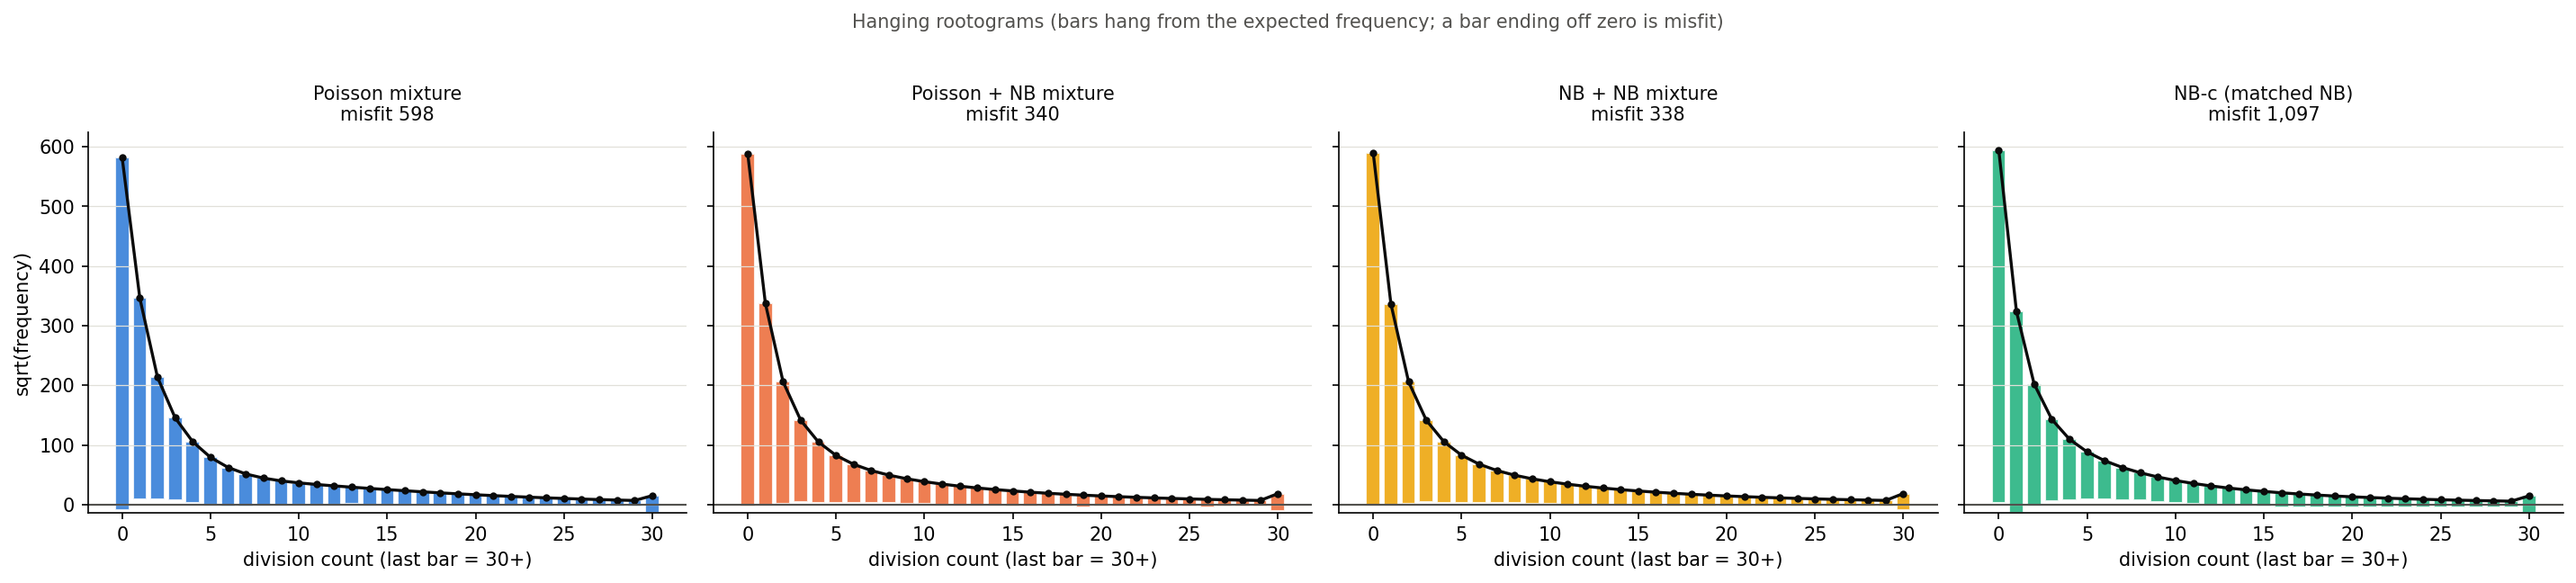 Hanging rootograms (bars hang from the expected frequency; a bar ending off zero is misfit)
Poisson mixture
misfit 598
Poisson + NB mixture
misfit 340
NB + NB mixture
misfit 338
NB-c (matched NB)
misfit 1,097
sqrt(frequency)
600
500
400
300
200
100
0
0 5 10 15 20 25 30
division count (last bar = 30+)
0 5 10 15 20 25 30
division count (last bar = 30+)
0 5 10 15 20 25 30
division count (last bar = 30+)
0 5 10 15 20 25 30
division count (last bar = 30+)